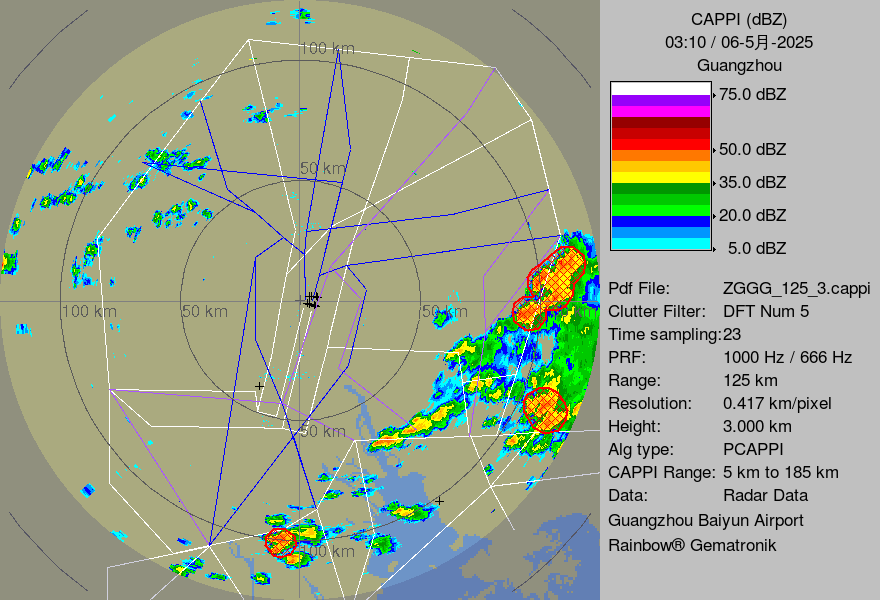 CAPPI (dBZ)
03:10 / 06-5月-2025
Guangzhou
75.0 dBZ
50.0 dBZ
35.0 dBZ
20.0 dBZ
5.0 dBZ
Pdf File: ZGGG_125_3.cappi
Clutter Filter: DFT Num 5
Time sampling:23
PRF: 1000 Hz / 666 Hz
Range: 125 km
Resolution: 0.417 km/pixel
Height: 3.000 km
Alg type: PCAPPI
CAPPI Range: 5 km to 185 km
Data: Radar Data
Guangzhou Baiyun Airport
Rainbow® Gematronik
100 km
50 km
100 km
50 km
50 km
km
50 km
100 km